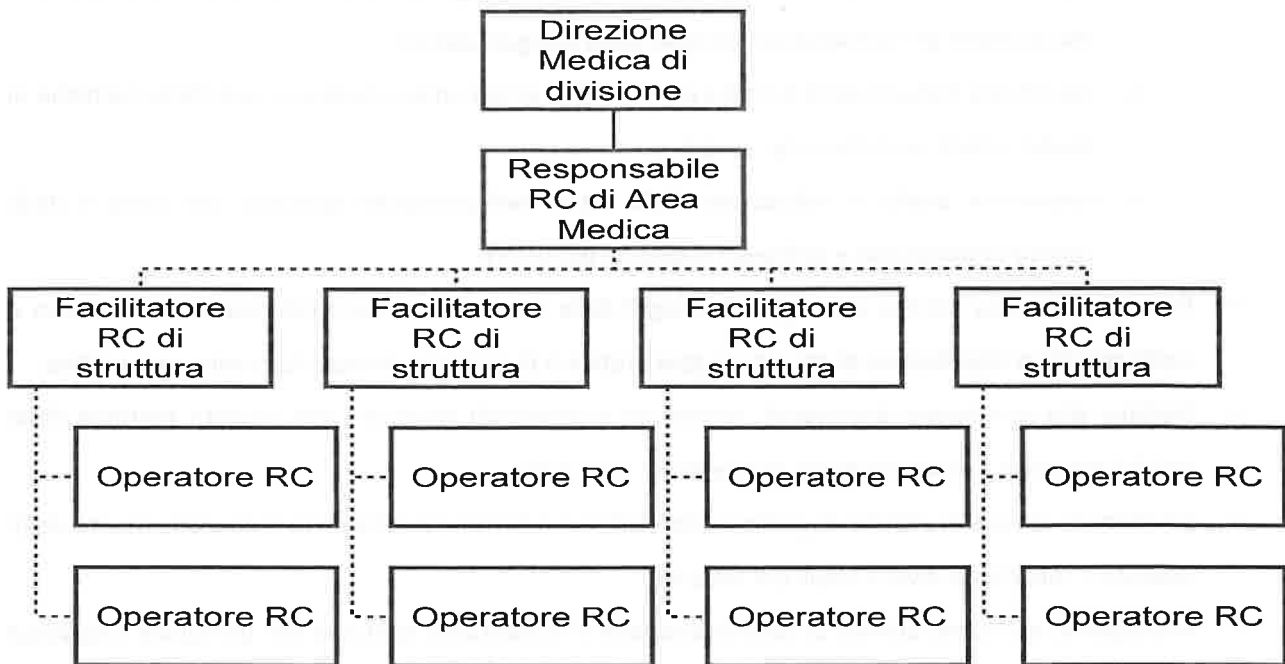 Direzione
Medica di
divisione
Responsabile
RC di Area
Medica
Facilitatore
RC di
struttura
Facilitatore
RC di
struttura
Facilitatore
RC di
struttura
Facilitatore
RC di
struttura
Operatore RC
Operatore RC
Operatore RC
Operatore RC
Operatore RC
Operatore RC
Operatore RC
Operatore RC